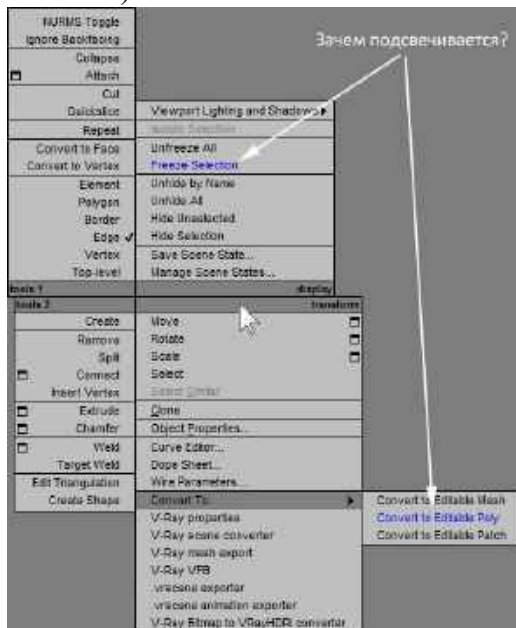 Зачем подсвечивается?
NURMS Toggle
Ignore Backfacing
Collapse
Attach
Cut
Quickslice
Repeat
Convert to Face
Convert to Vertex
Element
Polygon
Border
Edge
Vertex
Top-level
tools 1
Viewport Lighting and Shadows
Isolate Selection
Unfreeze All
Freeze Selection
Unhide by Name
Unhide All
Hide Unselected
Hide Selection
Save Scene State...
Manage Scene States...
display
tools 2
Create
Remove
Split
Connect
Insert Vertex
Extrude
Chamfer
Weld
Target Weld
Edit Triangulation
Create Shape
transform
Move
Rotate
Scale
Select
Select Similar
Clone
Object Properties...
Curve Editor...
Dope Sheet...
Wire Parameters...
Convert To:
V-Ray properties
V-Ray scene converter
V-Ray mesh export
V-Ray VFB
.vrscene exporter
.vrscene animation exporter
V-Ray Bitmap to VRayHDRI converter
Convert to Editable Mesh
Convert to Editable Poly
Convert to Editable Patch